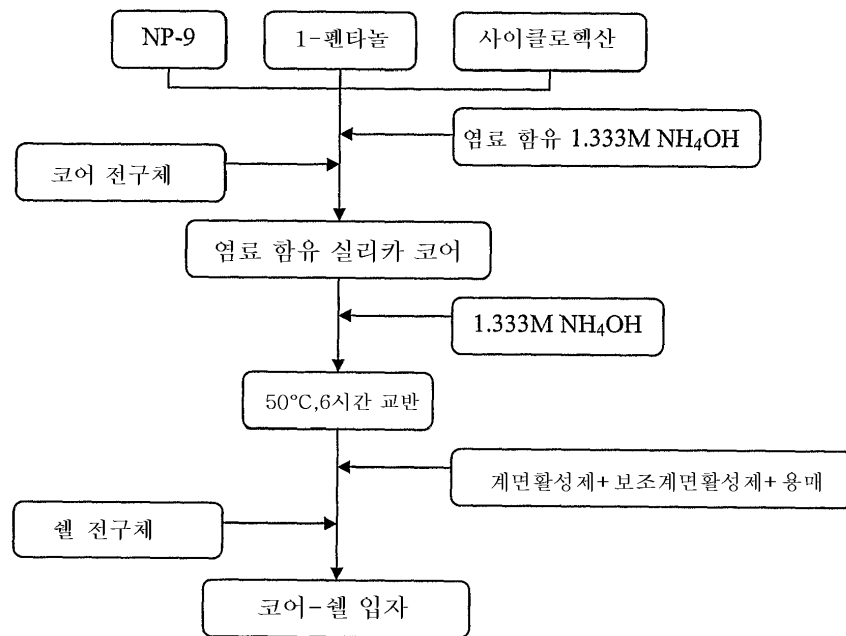 NP-9
1-펜타놀
사이클로헥산
염료 함유 1.333M NH₄OH
코어 전구체
염료 함유 실리카 코어
1.333M NH₄OH
50°C,6시간 교반
계면활성제+보조계면활성제+용매
쉘 전구체
코어-쉘 입자